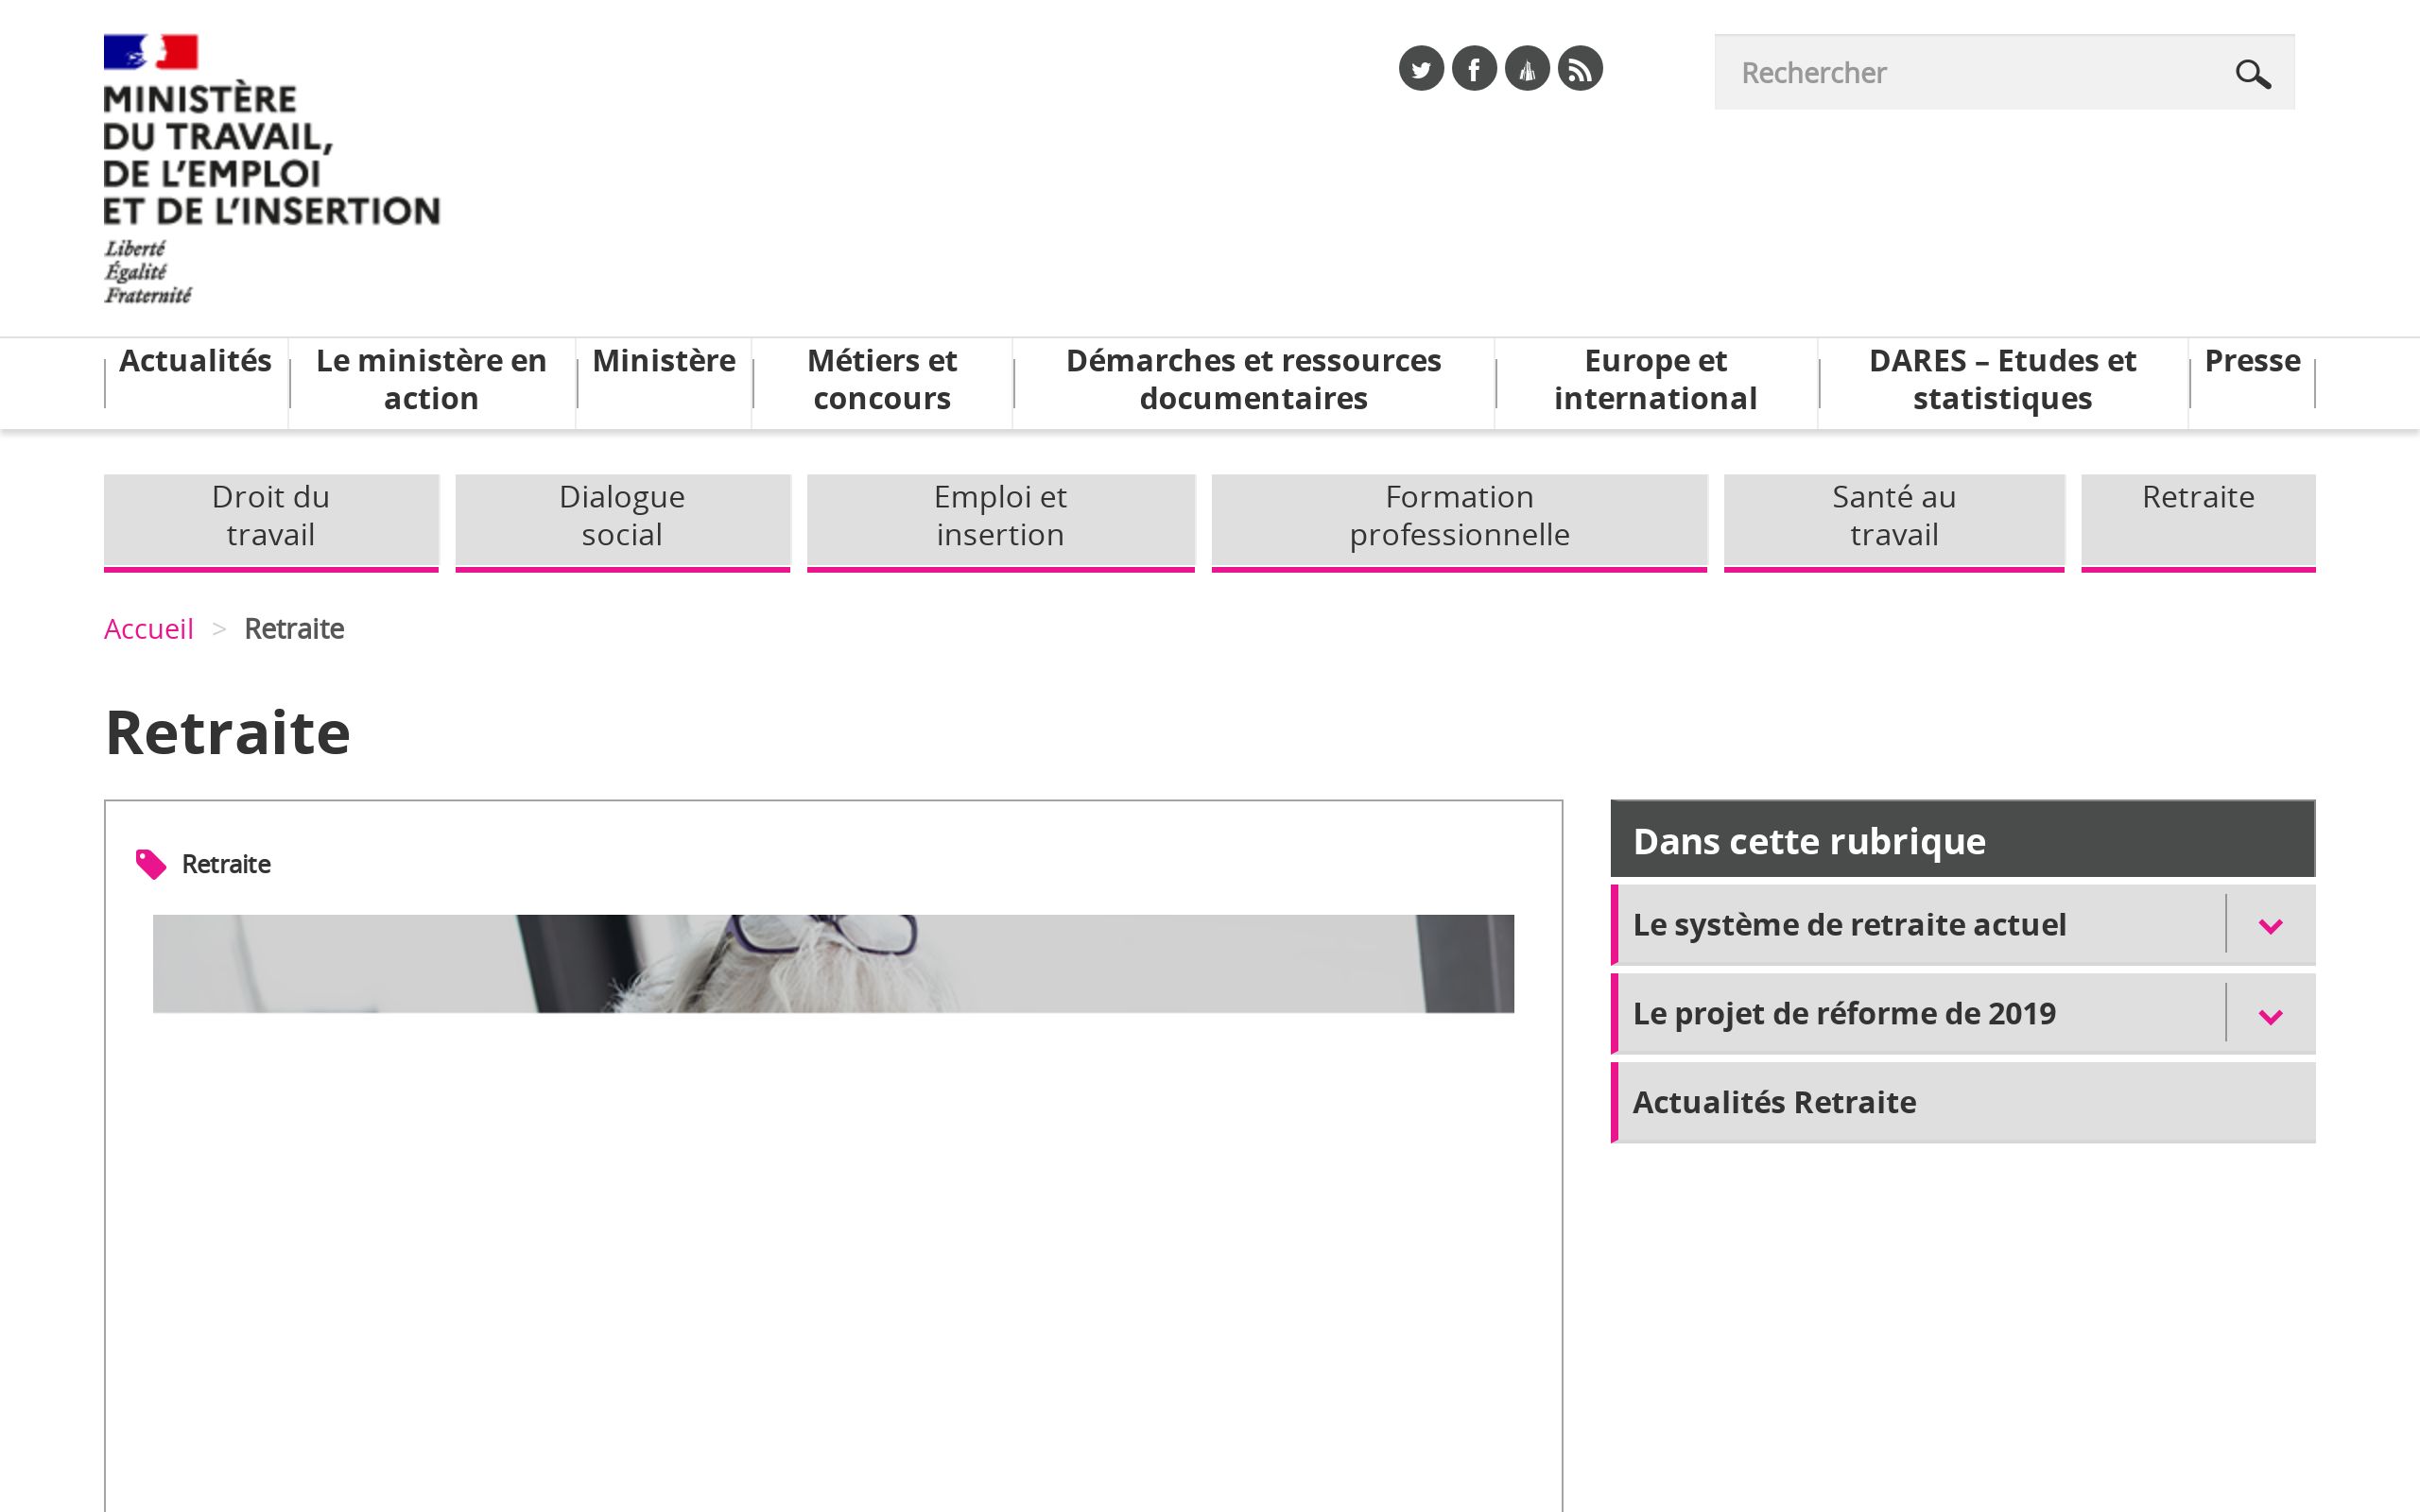 MINISTÈRE
DU TRAVAIL,
DE L'EMPLOI
ET DE L'INSERTION
Liberté
Égalité
Fraternité
Rechercher
Actualités
Le ministère en
action
Ministère
Métiers et
concours
Démarches et ressources
documentaires
Europe et
international
DARES – Etudes et
statistiques
Presse
Droit du
travail
Dialogue
social
Emploi et
insertion
Formation
professionnelle
Santé au
travail
Retraite
Accueil > Retraite
Retraite
Retraite
Dans cette rubrique
Le système de retraite actuel
Le projet de réforme de 2019
Actualités Retraite